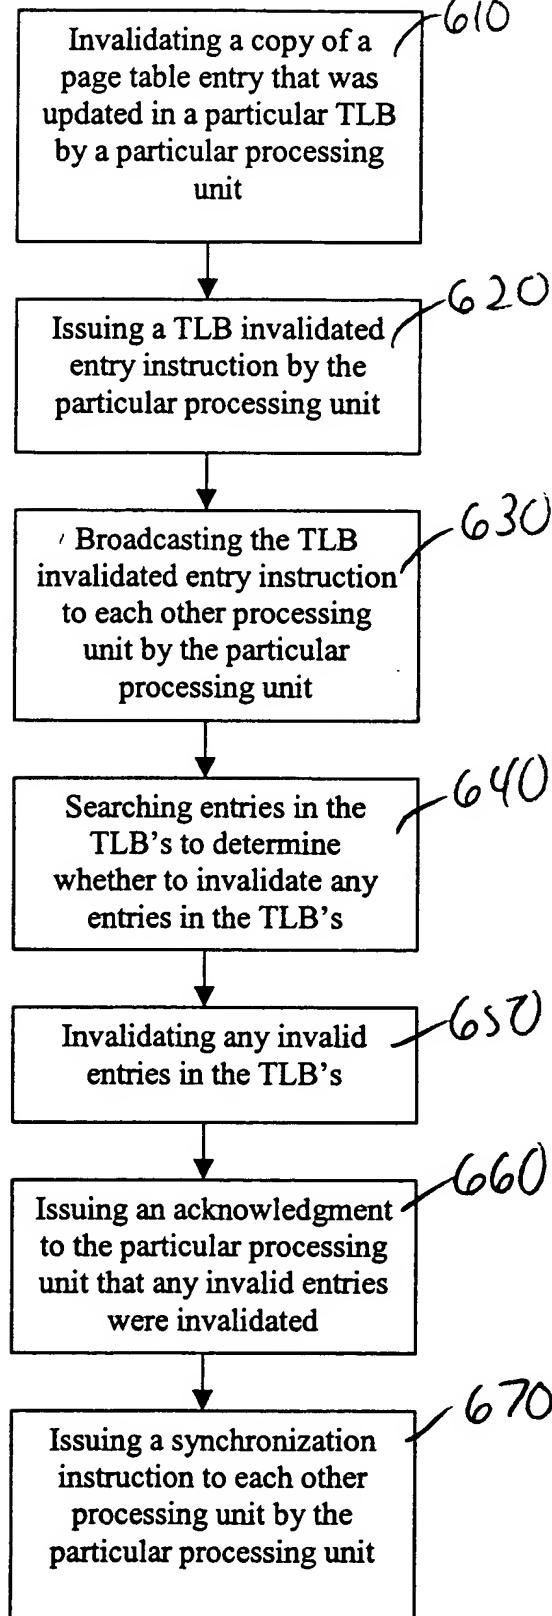 610
Invalidating a copy of a
page table entry that was
updated in a particular TLB
by a particular processing
unit
620
Issuing a TLB invalidated
entry instruction by the
particular processing unit
630
Broadcasting the TLB
invalidated entry instruction
to each other processing
unit by the particular
processing unit
640
Searching entries in the
TLB's to determine
whether to invalidate any
entries in the TLB's
650
Invalidating any invalid
entries in the TLB's
660
Issuing an acknowledgment
to the particular processing
unit that any invalid entries
were invalidated
670
Issuing a synchronization
instruction to each other
processing unit by the
particular processing unit